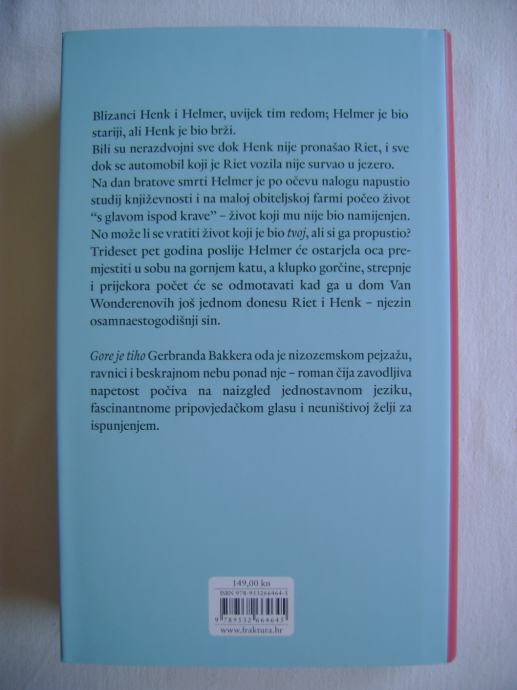 Blizanci Henk i Helmer, uvijek tim redom; Helmer je bio
stariji, ali Henk je bio brži.
Bili su nerazdvojni sve dok Henk nije pronašao Riet, i sve
dok se automobil koji je Riet vozila nije survao u jezero.
Na dan bratove smrti Helmer je po očevu nalogu napustio
studij književnosti i na maloj obiteljskoj farmi počeo život
“s glavom ispod krave” – život koji mu nije bio namijenjen.
No može li se vratiti život koji je bio tvoj, ali si ga propustio?
Trideset pet godina poslije Helmer će ostarjela oca pre-
mjestiti u sobu na gornjem katu, a klupko gorčine, strepnje
i prijekora počet će se odmotavati kad ga u dom Van
Wonderenovih još jednom donesu Riet i Henk – njezin
osamnaestogodišnji sin.
Gore je tiho Gerbranda Bakkera oda je nizozemskom pejzažu,
ravnici i beskrajnom nebu ponad nje – roman čija zavodljiva
napetost počiva na naizgled jednostavnom jeziku,
fascinantnome pripovjedačkom glasu i neuništivoj želji za
ispunjenjem.
149,00 kn
ISBN 978-953266464-5
9 789532 664645
www.fraktura.hr